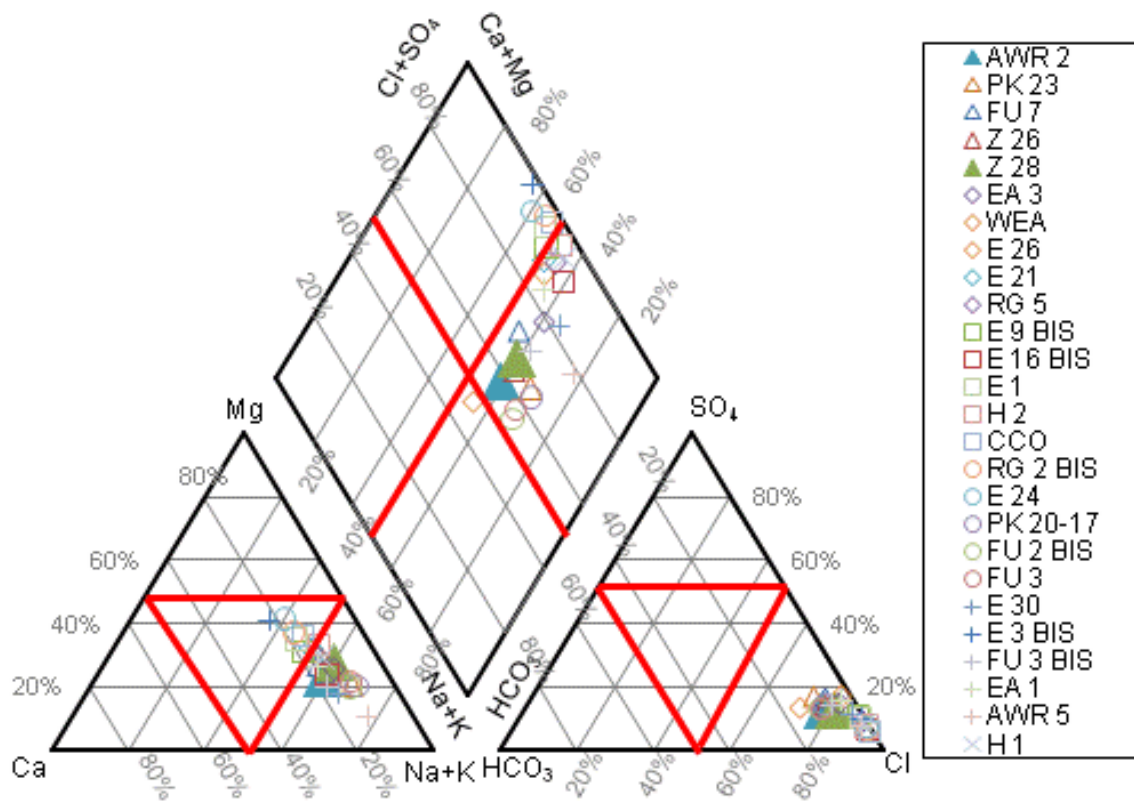 Cl+SO₄
Ca+Mg
80%
80%
60%
60%
40%
40%
20%
20%
Mg
SO₄
20%
20%
80%
40%
40%
20%
80%
60%
60%
60%
60%
40%
40%
80%
80%
20%
20%
Na+K
HCO₃
Ca
80%
60%
40%
20%
Na+K
HCO₃
20%
40%
60%
80%
Cl
AWR 2
PK 23
FU 7
Z 26
Z 28
EA 3
WEA
E 26
E 21
RG 5
E 9 BIS
E 16 BIS
E 1
H 2
CCO
RG 2 BIS
E 24
PK 20-17
FU 2 BIS
FU 3
E 30
E 3 BIS
FU 3 BIS
EA 1
AWR 5
H 1